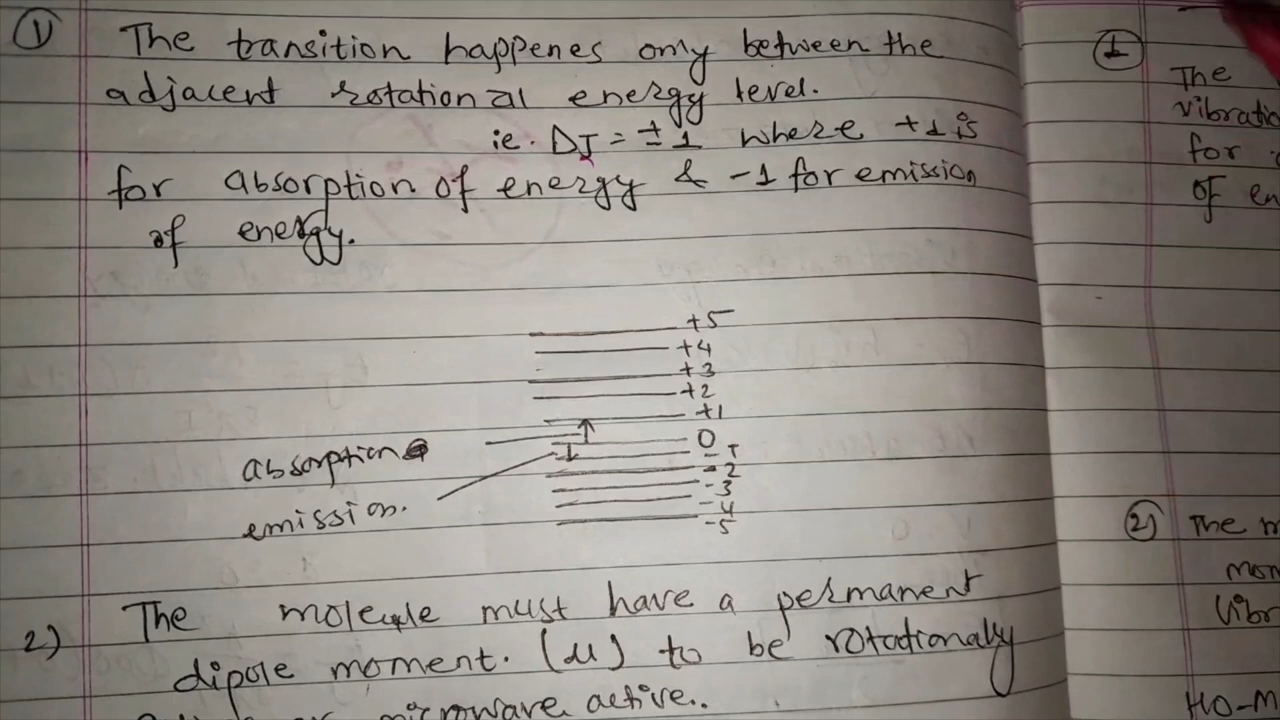 ①
The transition happenes only between the
adjacent rotational energy level.
ie. ΔJ = ± 1 where +1 is
for absorption of energy & -1 for emission
of energy.
+5
+4
+3
+2
+1
0
-1
-2
-3
-4
-5
absorption
emission.
2)
The molecule must have a permanent
dipole moment. (μ) to be rotationally
microwave active.
①
The
vibratio
for
of en
②
The m
mon
Vibr
HO-M